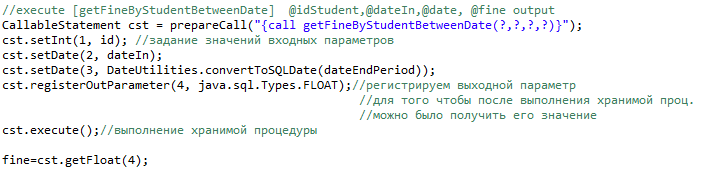 //execute [getFineByStudentBetweenDate]  @idStudent,@dateIn,@date, @fine output
CallableStatement cst = prepareCall("{call getFineByStudentBetweenDate(?,?,?,?)}");
cst.setInt(1, id); //задание значений входных параметров
cst.setDate(2, dateIn);
cst.setDate(3, DateUtilities.convertToSQLDate(dateEndPeriod));
cst.registerOutParameter(4, java.sql.Types.FLOAT);//регистрируем выходной параметр
//для того чтобы после выполнения хранимой проц.
//можно было получить его значение
cst.execute();//выполнение хранимой процедуры
fine=cst.getFloat(4);